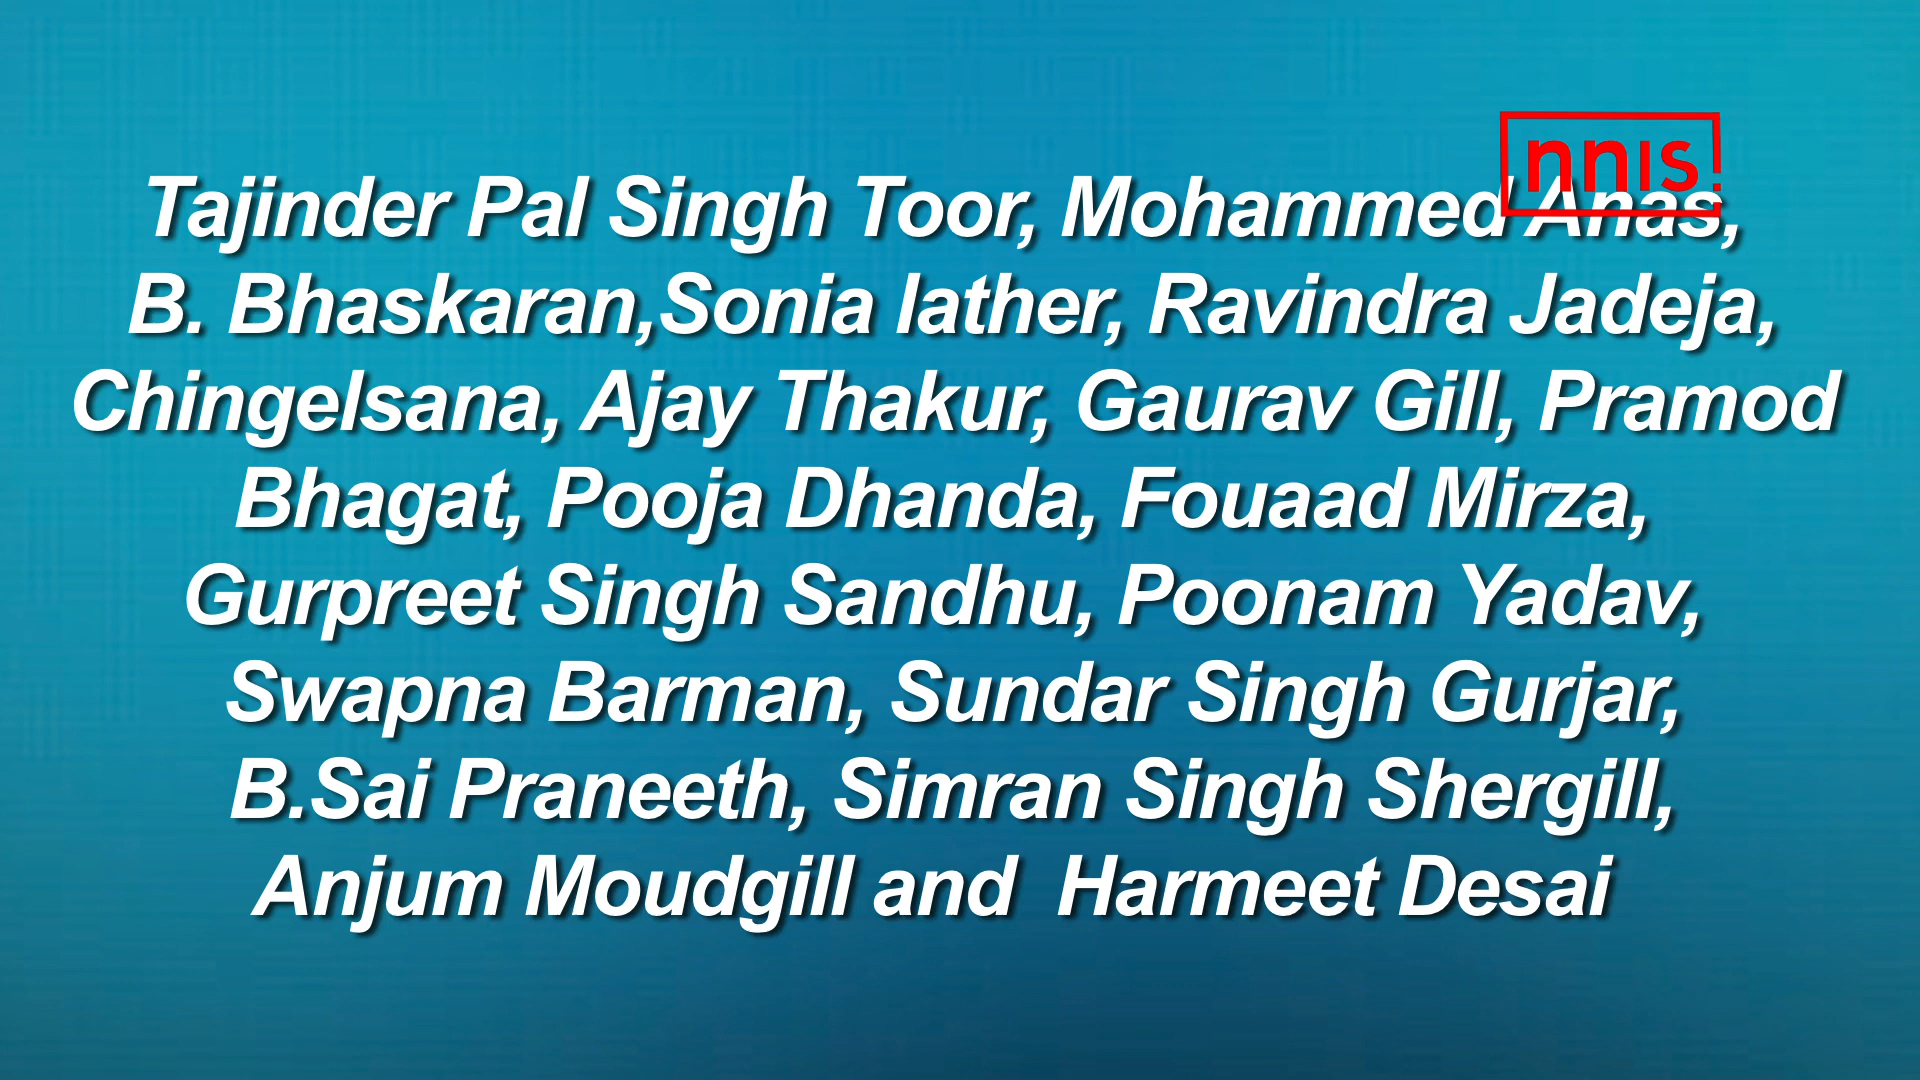 nnis!
Tajinder Pal Singh Toor, Mohammed Anas,
B. Bhaskaran,Sonia lather, Ravindra Jadeja,
Chingelsana, Ajay Thakur, Gaurav Gill, Pramod
Bhagat, Pooja Dhanda, Fouaad Mirza,
Gurpreet Singh Sandhu, Poonam Yadav,
Swapna Barman, Sundar Singh Gurjar,
B.Sai Praneeth, Simran Singh Shergill,
Anjum Moudgill and  Harmeet Desai